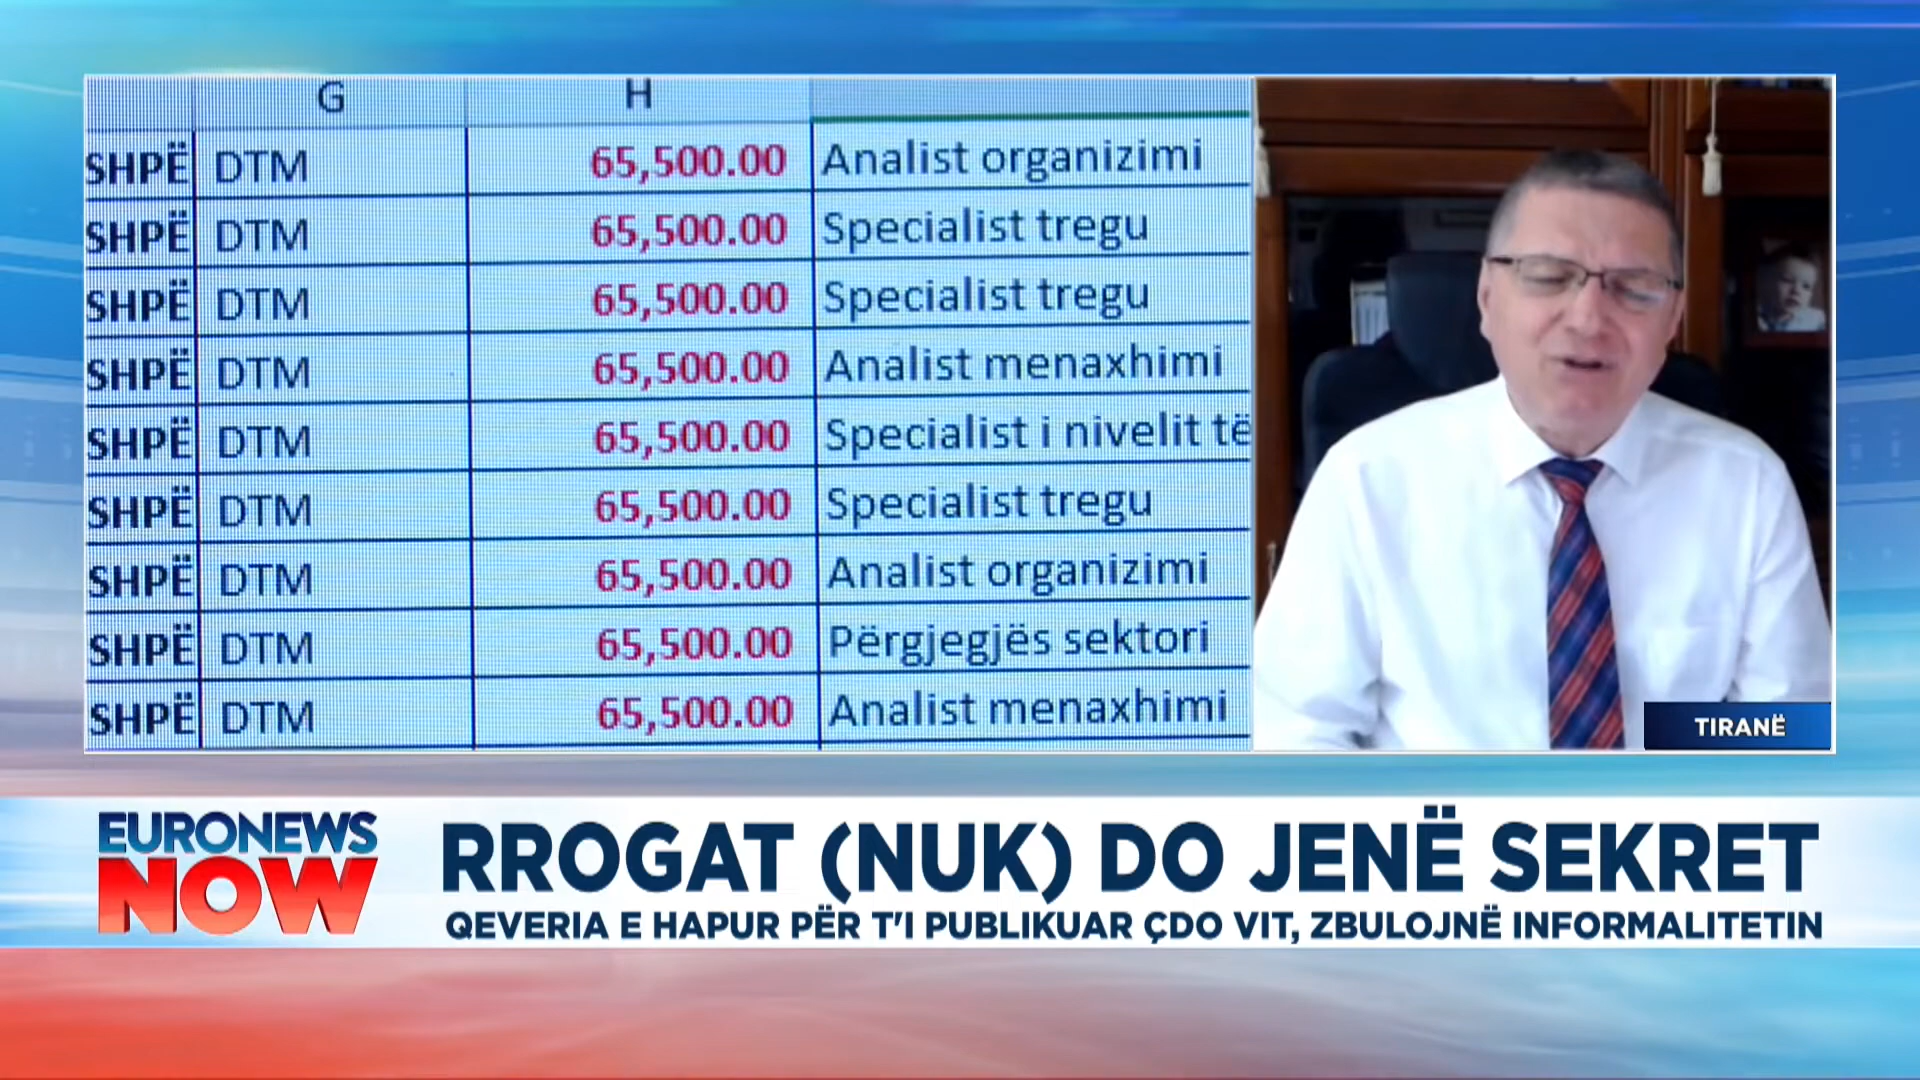 G H
SHPË DTM 65,500.00 Analist organizimi
SHPË DTM 65,500.00 Specialist tregu
SHPË DTM 65,500.00 Specialist tregu
SHPË DTM 65,500.00 Analist menaxhimi
SHPË DTM 65,500.00 Specialist i nivelit të
SHPË DTM 65,500.00 Specialist tregu
SHPË DTM 65,500.00 Analist organizimi
SHPË DTM 65,500.00 Përgjegjës sektori
SHPË DTM 65,500.00 Analist menaxhimi
TIRANË
EURONEWS
NOW
RROGAT (NUK) DO JENË SEKRET
QEVERIA E HAPUR PËR T'I PUBLIKUAR ÇDO VIT, ZBULOJNË INFORMALITETIN